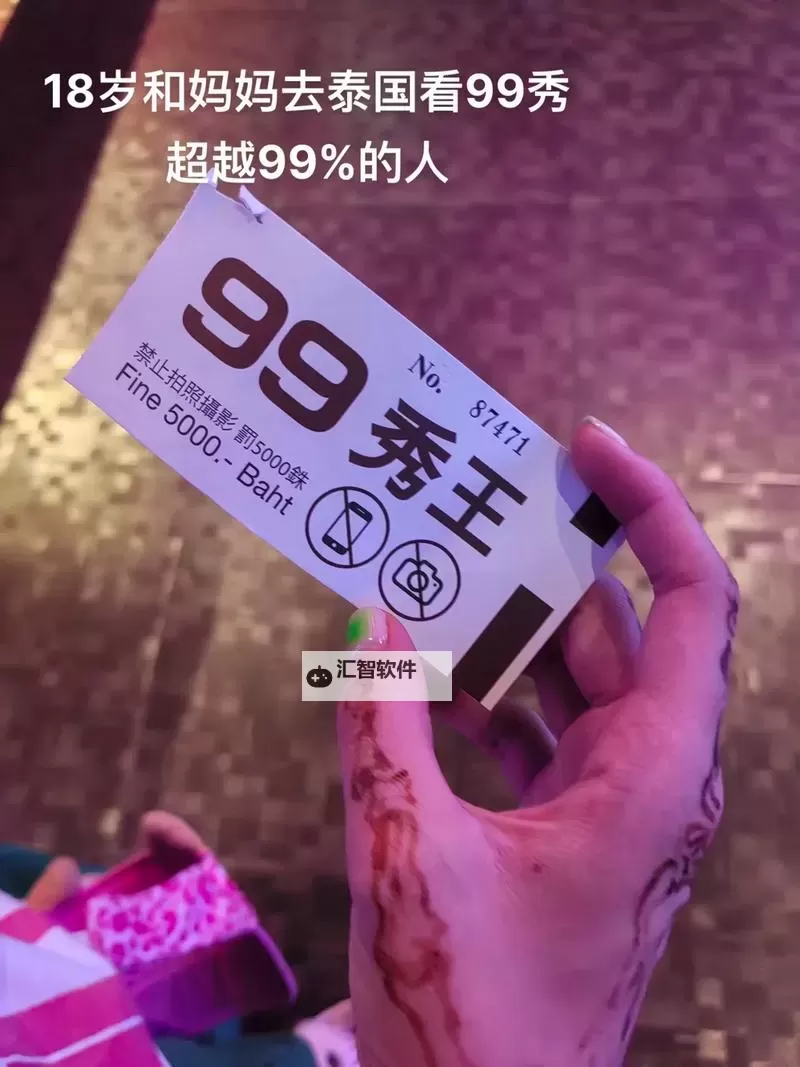 18岁和妈妈去泰国看99秀
超越99%的人
99秀王
No. 87471
禁止拍照攝影 罰5000銖
Fine 5000.- Baht
汇智软件